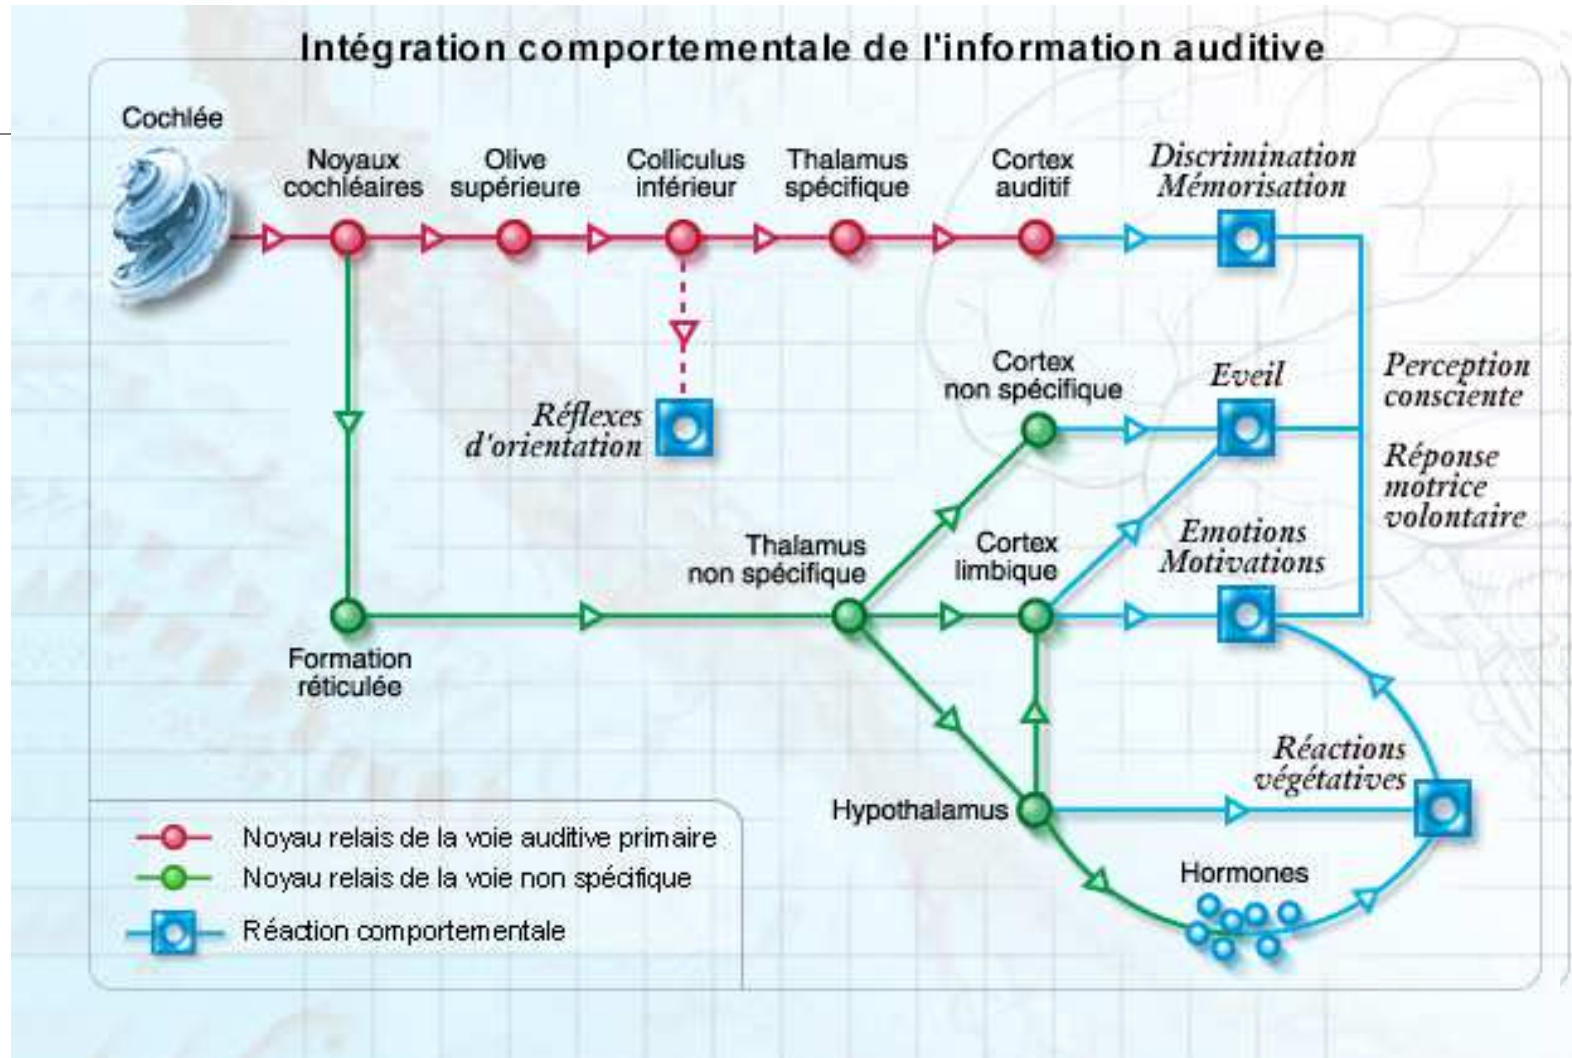 Intégration comportementale de l'information auditive
Cochlée
Noyaux
cochléaires
Olive
supérieure
Colliculus
inférieur
Thalamus
spécifique
Cortex
auditif
Discrimination
Mémorisation
Réflexes
d'orientation
Cortex
non spécifique
Eveil
Perception
consciente
Réponse
motrice
volontaire
Thalamus
non spécifique
Cortex
limbique
Emotions
Motivations
Formation
réticulée
Hypothalamus
Réactions
végétatives
Hormones
Noyau relais de la voie auditive primaire
Noyau relais de la voie non spécifique
Réaction comportementale